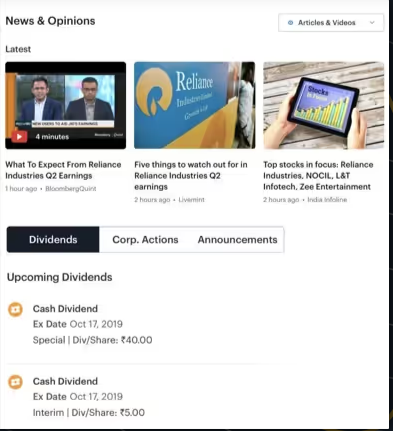 News & Opinions
Articles & Videos
Latest
4 minutes
Reliance
Industries Limited
Growth is Life
Stocks
What To Expect From Reliance
Industries Q2 Earnings
1 hour ago • BloombergQuint
Five things to watch out for in
Reliance Industries Q2
earnings
2 hours ago • Livemint
Top stocks in focus: Reliance
Industries, NOCIL, L&T
Infotech, Zee Entertainment
2 hours ago • India Infoline
Dividends
Corp. Actions
Announcements
Upcoming Dividends
Cash Dividend
Ex Date Oct 17, 2019
Special | Div/Share: ₹40.00
Cash Dividend
Ex Date Oct 17, 2019
Interim | Div/Share: ₹5.00